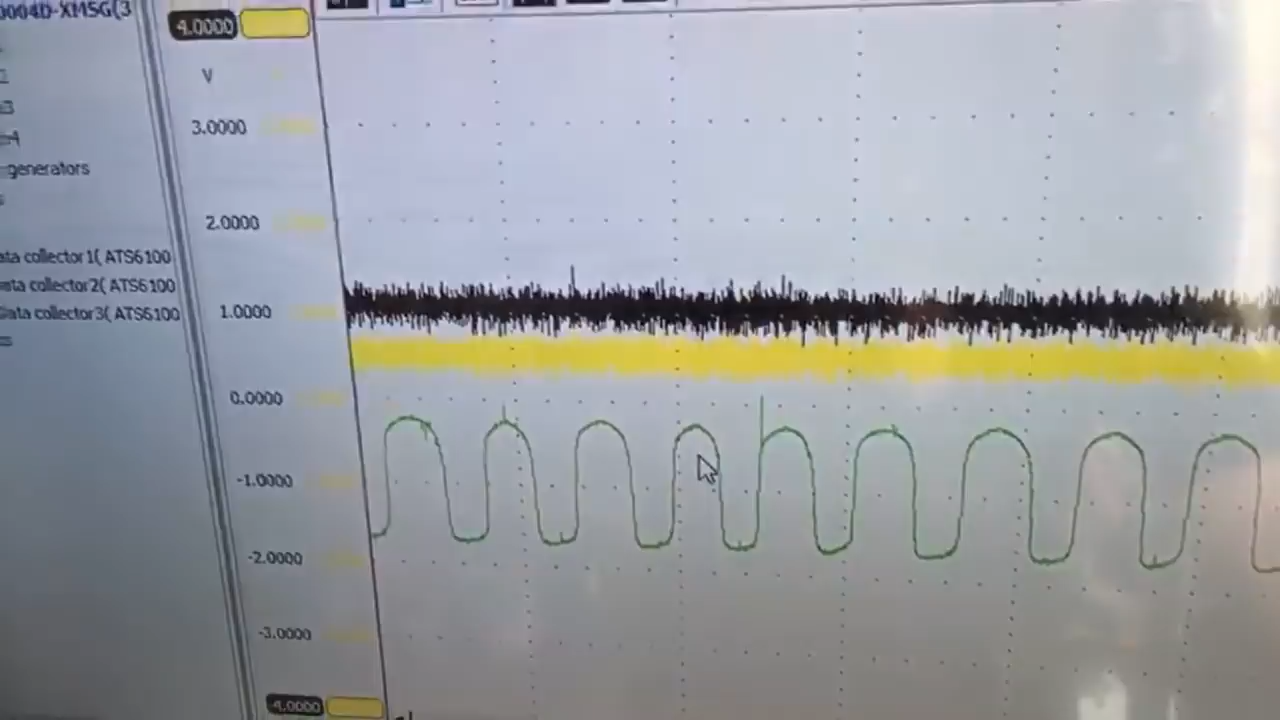 0004D-XMSG(3
4.0000
V
3.0000
generators
2.0000
ata collector1( ATS6100
ata collector2( ATS6100
1.0000
ata collector3( ATS6100
0.0000
-1.0000
-2.0000
-3.0000
-4.0000